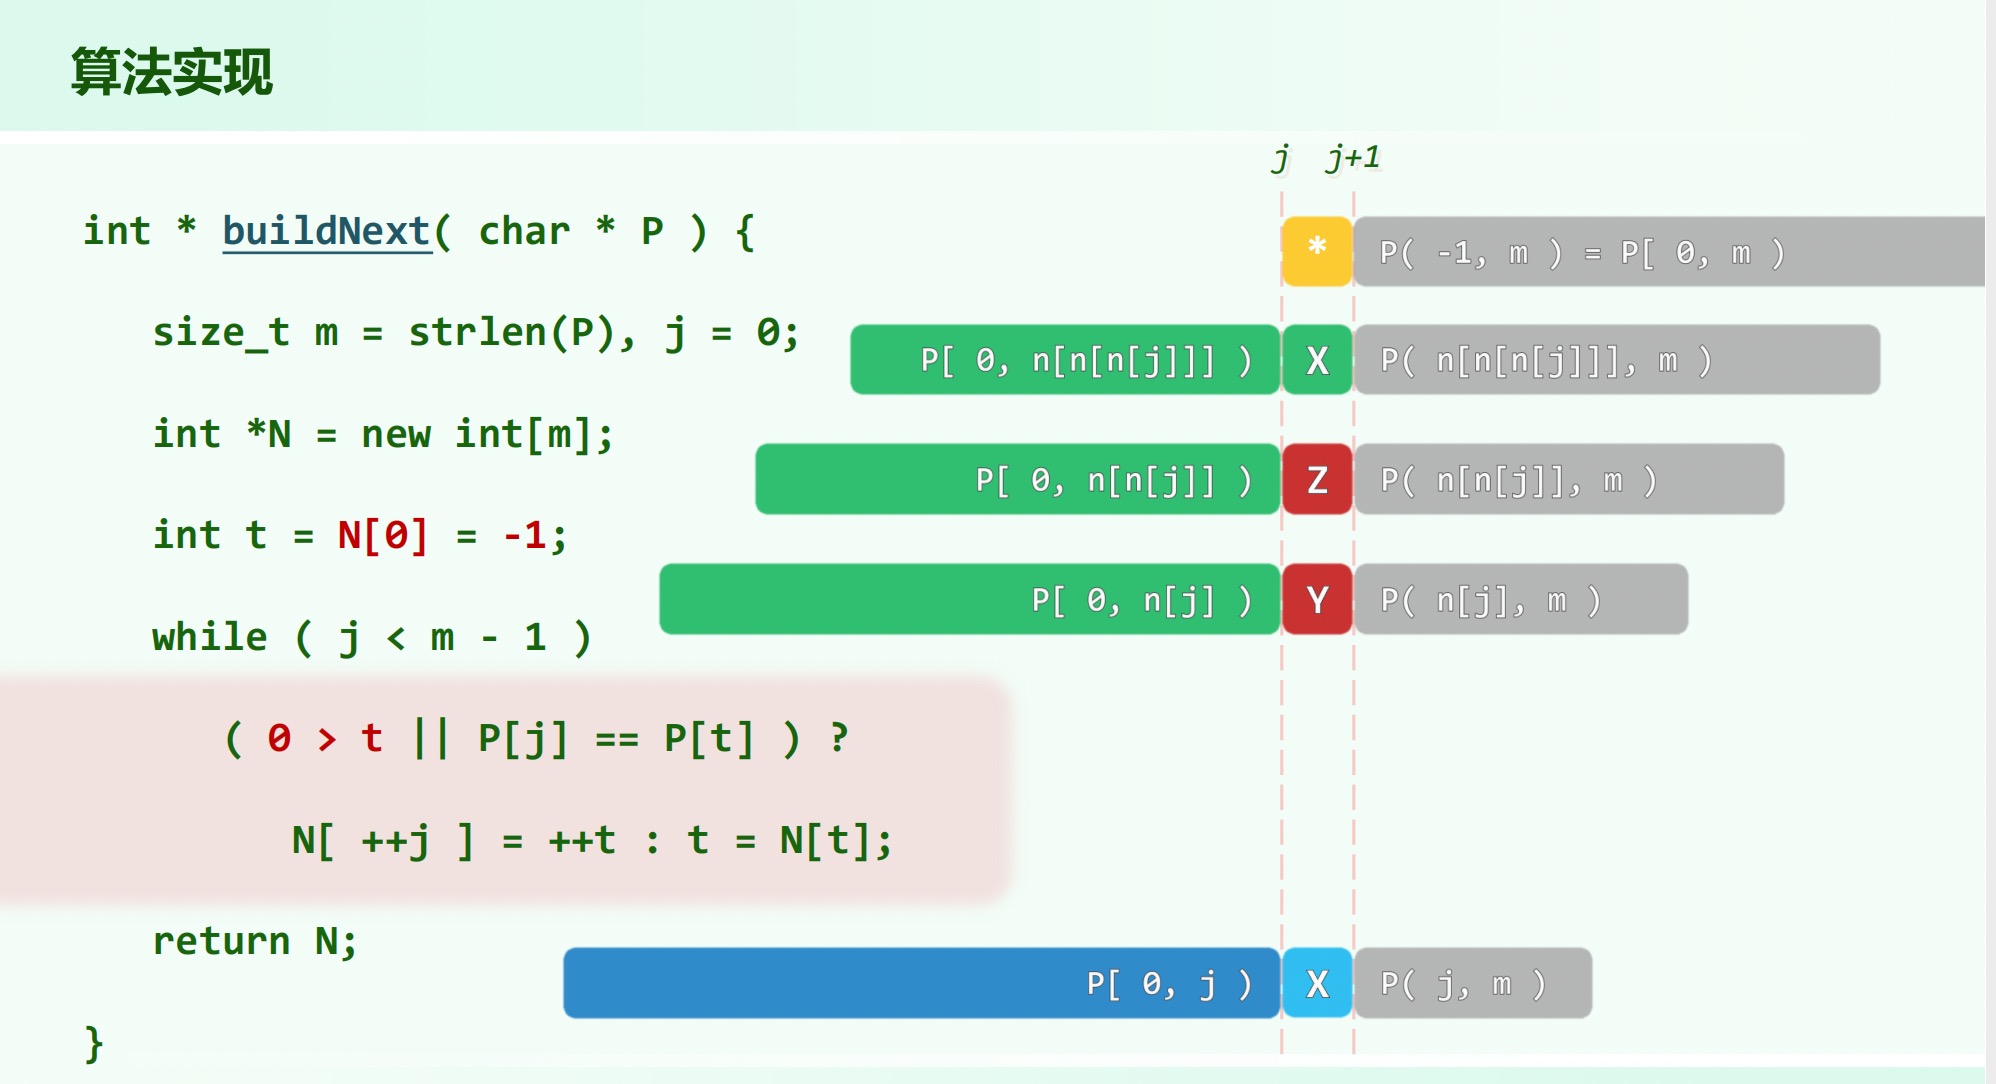 算法实现
int * buildNext( char * P ) {
size_t m = strlen(P), j = 0;
int *N = new int[m];
int t = N[0] = -1;
while ( j < m - 1 )
( 0 > t || P[j] == P[t] ) ?
N[ ++j ] = ++t : t = N[t];
return N;
}
j j+1
* P( -1, m ) = P[ 0, m )
P[ 0, n[n[n[j]]] ) X P( n[n[n[j]]], m )
P[ 0, n[n[j]] ) Z P( n[n[j]], m )
P[ 0, n[j] ) Y P( n[j], m )
P[ 0, j ) X P( j, m )